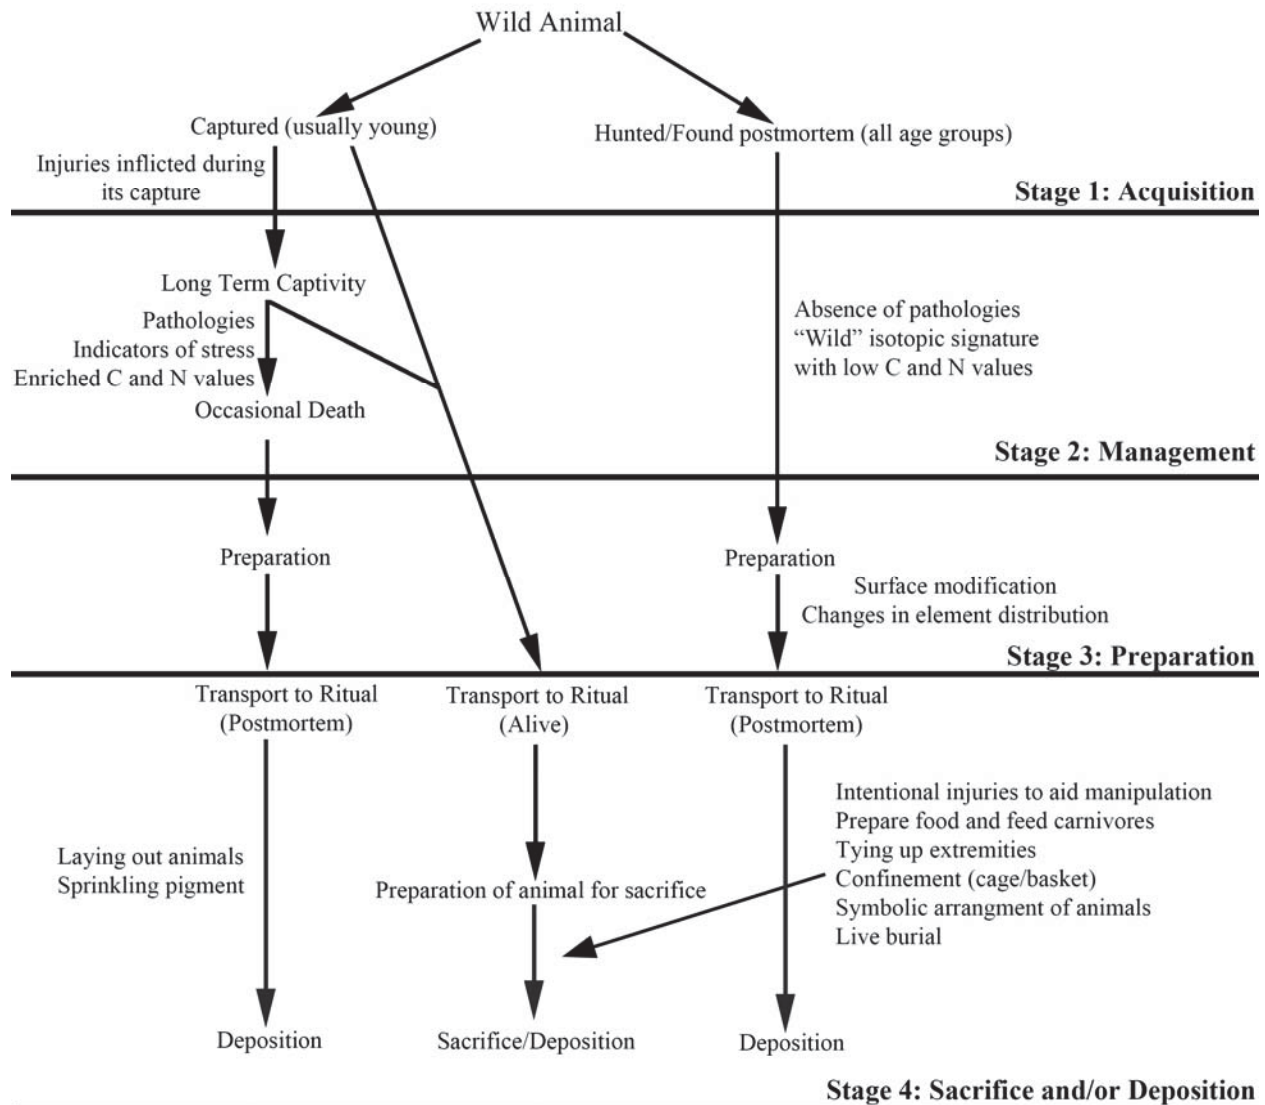 Wild Animal
Captured (usually young)
Hunted/Found postmortem (all age groups)
Injuries inflicted during
its capture
Stage 1: Acquisition
Long Term Captivity
Pathologies
Indicators of stress
Enriched C and N values
Occasional Death
Absence of pathologies
“Wild” isotopic signature
with low C and N values
Stage 2: Management
Preparation
Preparation
Surface modification
Changes in element distribution
Stage 3: Preparation
Transport to Ritual
(Postmortem)
Transport to Ritual
(Alive)
Transport to Ritual
(Postmortem)
Laying out animals
Sprinkling pigment
Preparation of animal for sacrifice
Intentional injuries to aid manipulation
Prepare food and feed carnivores
Tying up extremities
Confinement (cage/basket)
Symbolic arrangment of animals
Live burial
Deposition
Sacrifice/Deposition
Deposition
Stage 4: Sacrifice and/or Deposition